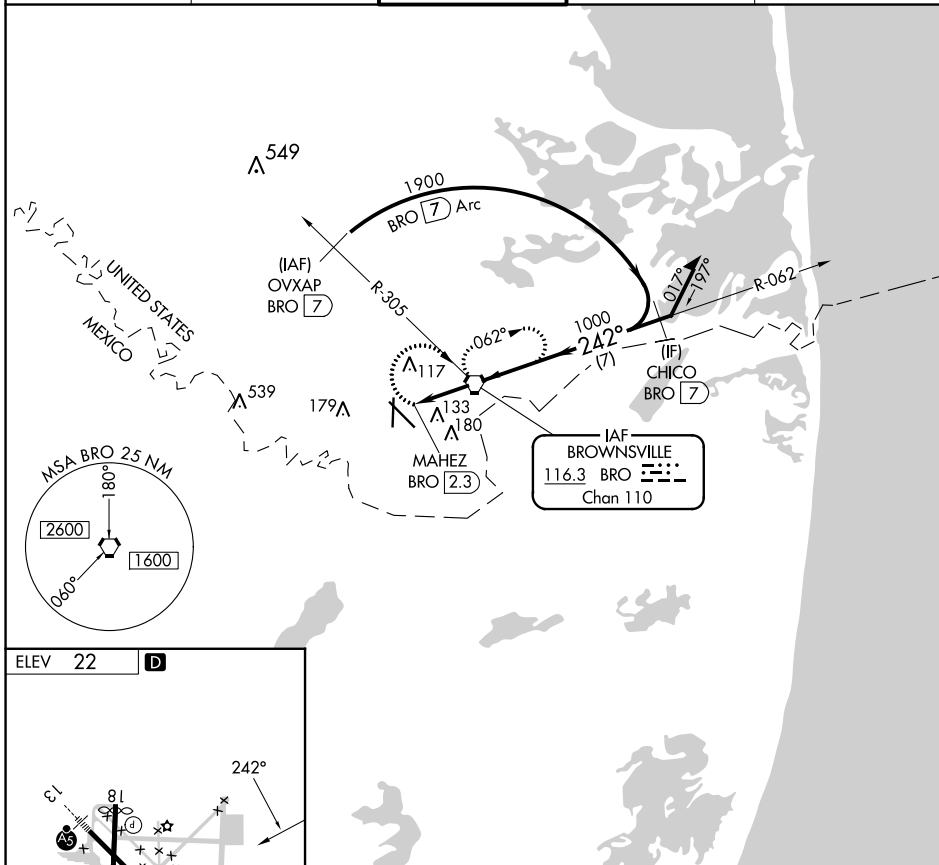 549
1900
BRO 7 Arc
(IAF)
OVXAP
BRO 7
R-305
UNITED STATES
MEXICO
017°
197°
R-062
062°
1000
242°
(7)
(IF)
CHICO
BRO 7
117
539
179
133
180
MAHEZ
BRO 2.3
IAF
BROWNSVILLE
116.3 BRO
Chan 110
MSA BRO 25 NM
180°
2600
1600
060°
ELEV 22 D
242°
13
18
P
A5